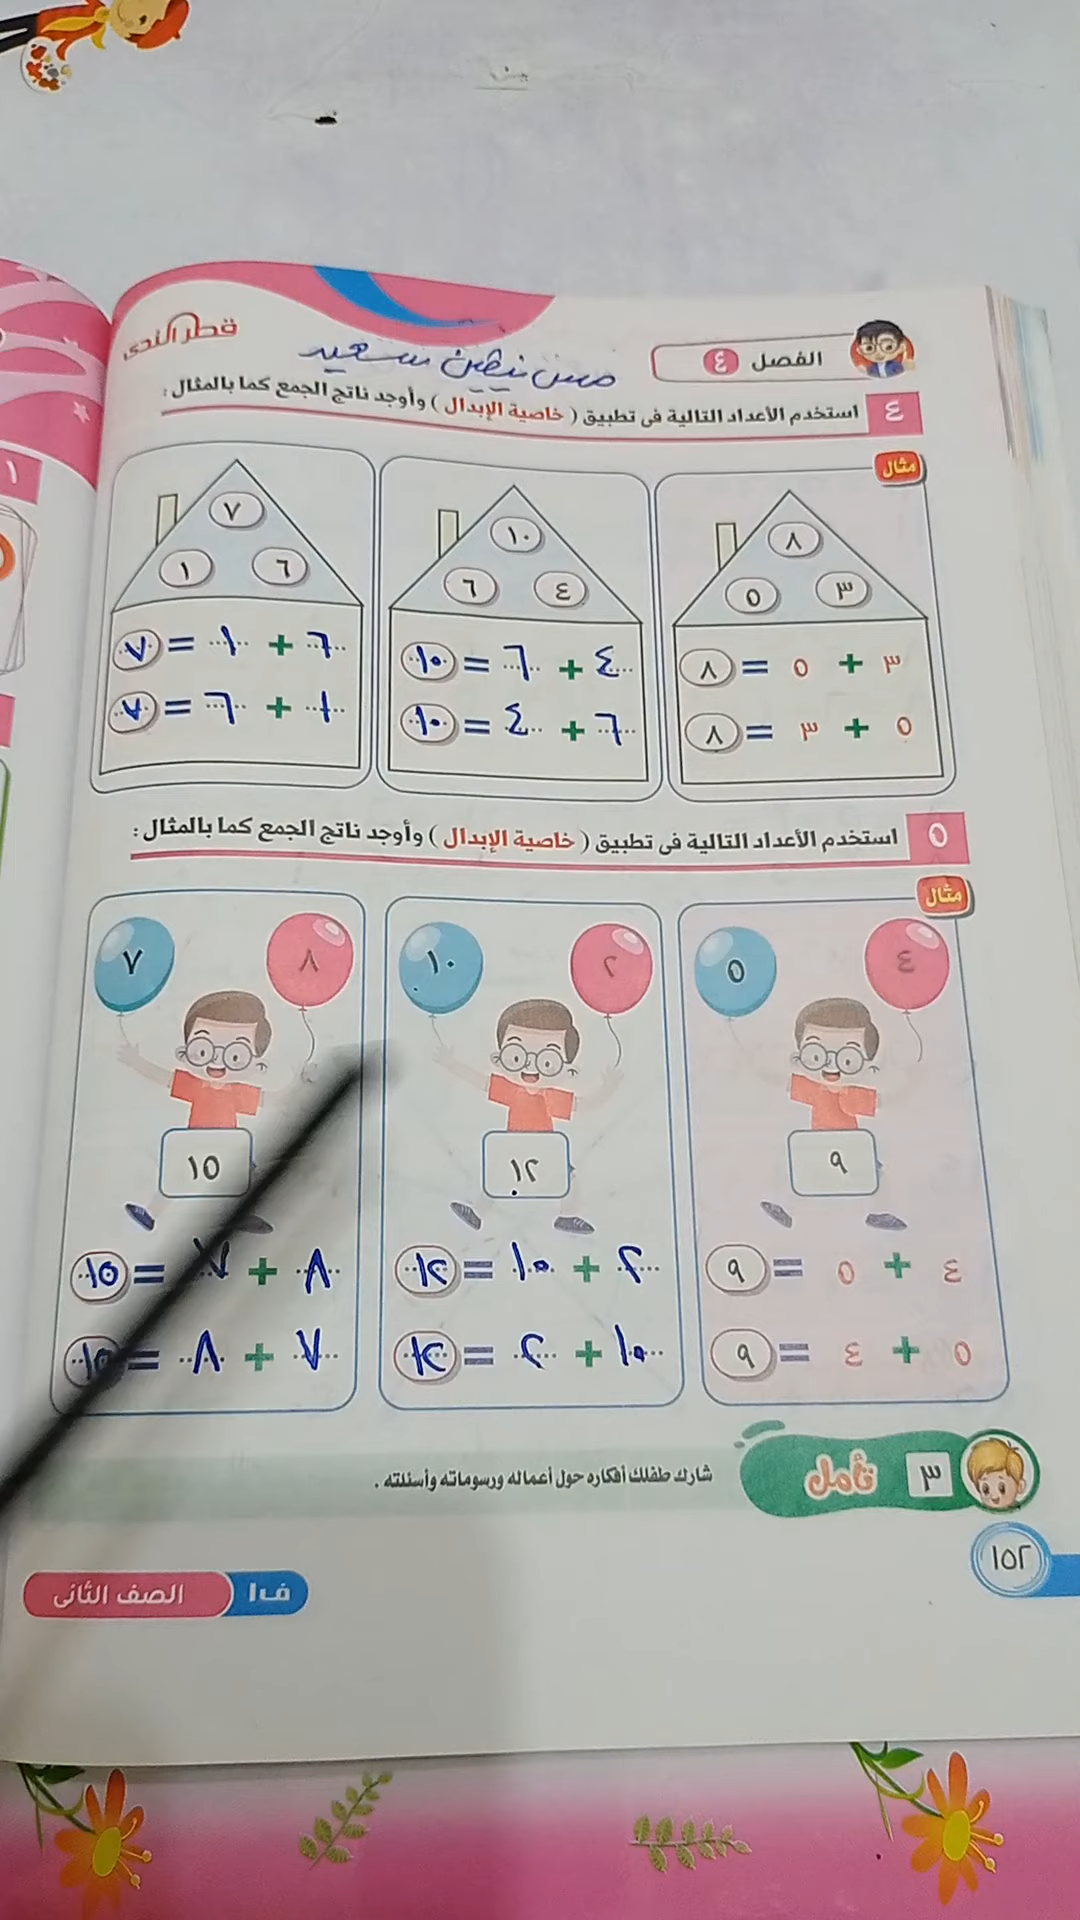 قطر الندى
الفصل ٤
ميس نيفين سعيد
٤ استخدم الأعداد التالية فى تطبيق ( خاصية الإبدال ) وأوجد ناتج الجمع كما بالمثال :
مثال
٨
٣ ٥
٣ + ٥ = ٨
٥ + ٣ = ٨
١٠
٤ ٦
٤ + ٦ = ١٠
٦ + ٤ = ١٠
٧
٦ ١
٦ + ١ = ٧
١ + ٦ = ٧
٥ استخدم الأعداد التالية فى تطبيق ( خاصية الإبدال ) وأوجد ناتج الجمع كما بالمثال :
مثال
٤ ٥
٩
٤ + ٥ = ٩
٥ + ٤ = ٩
٢ ١٠
١٢
٢ + ١٠ = ١٢
١٠ + ٢ = ١٢
٨ ٧
١٥
٨ + ٧ = ١٥
٧ + ٨ = ١٥
٣ تأمل
شارك طفلك أفكاره حول أعماله ورسوماته وأسئلته .
١٥٢
ف١ الصف الثانى
١